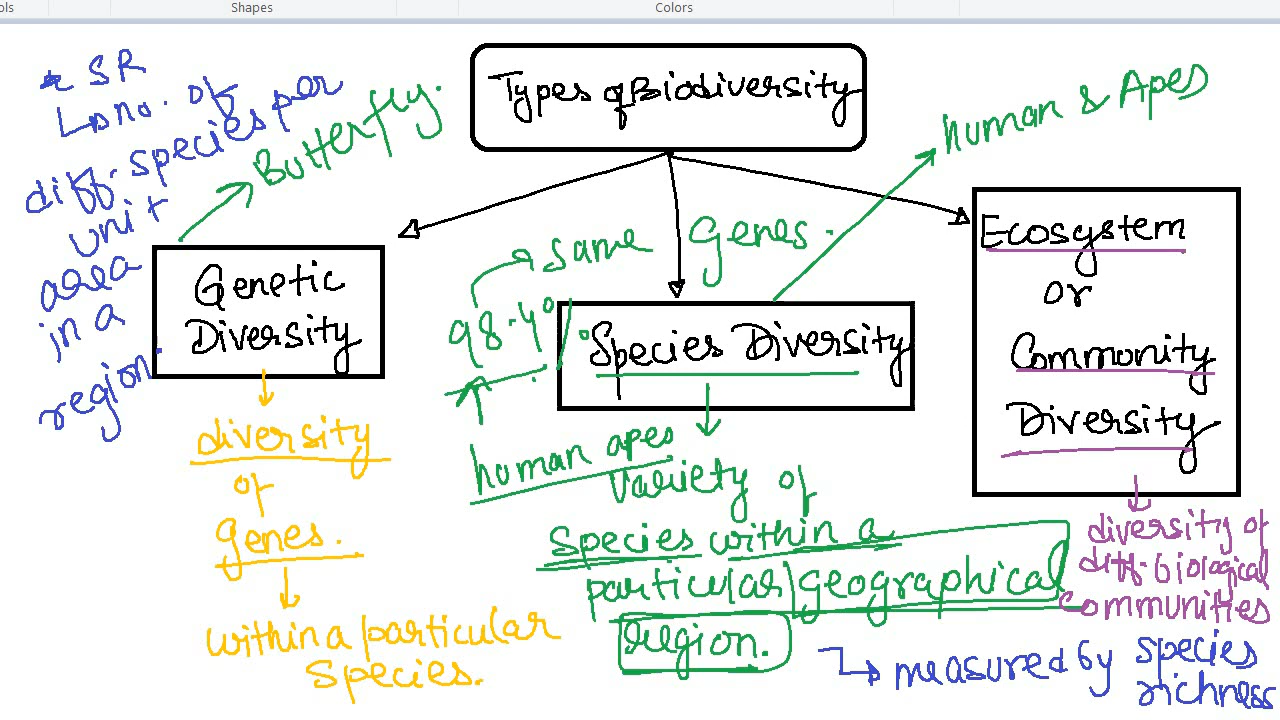 ols
Shapes
Colors
Types of Biodiversity
* SR
↳ no. of
diff. species per
unit
area
in a
region.
Butterfly.
human & Apes
Genetic
Diversity
diversity
of
genes.
within a particular
Species.
same genes.
98.4%
human apes
Species Diversity
variety of
Species within a
particular geographical
region.
Ecosystem
or
Community
Diversity
diversity of
diff. biological
communities
↳ measured by species
richness